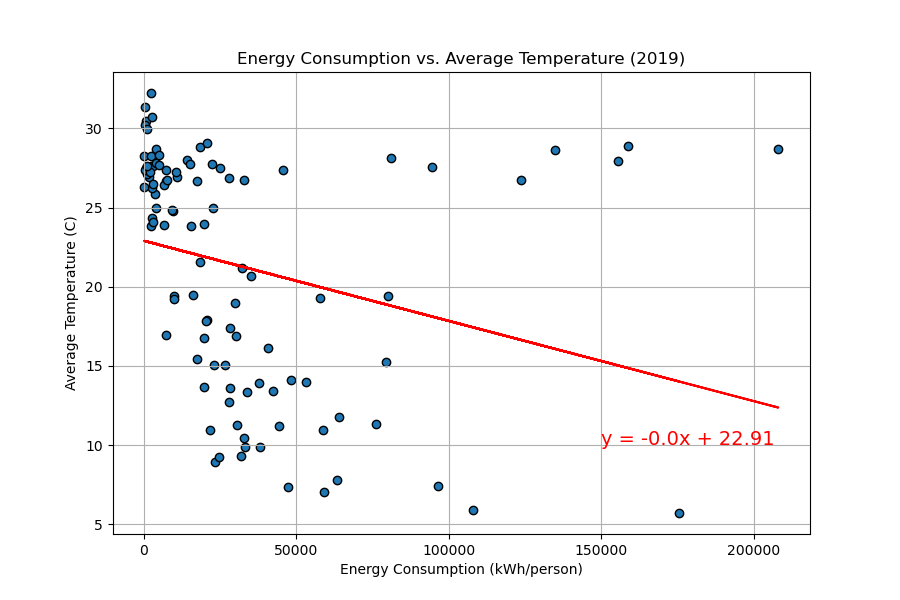 Energy Consumption vs. Average Temperature (2019)
30
25
20
15
10
5
Average Temperature (C)
y = -0.0x + 22.91
0
50000
100000
150000
200000
Energy Consumption (kWh/person)